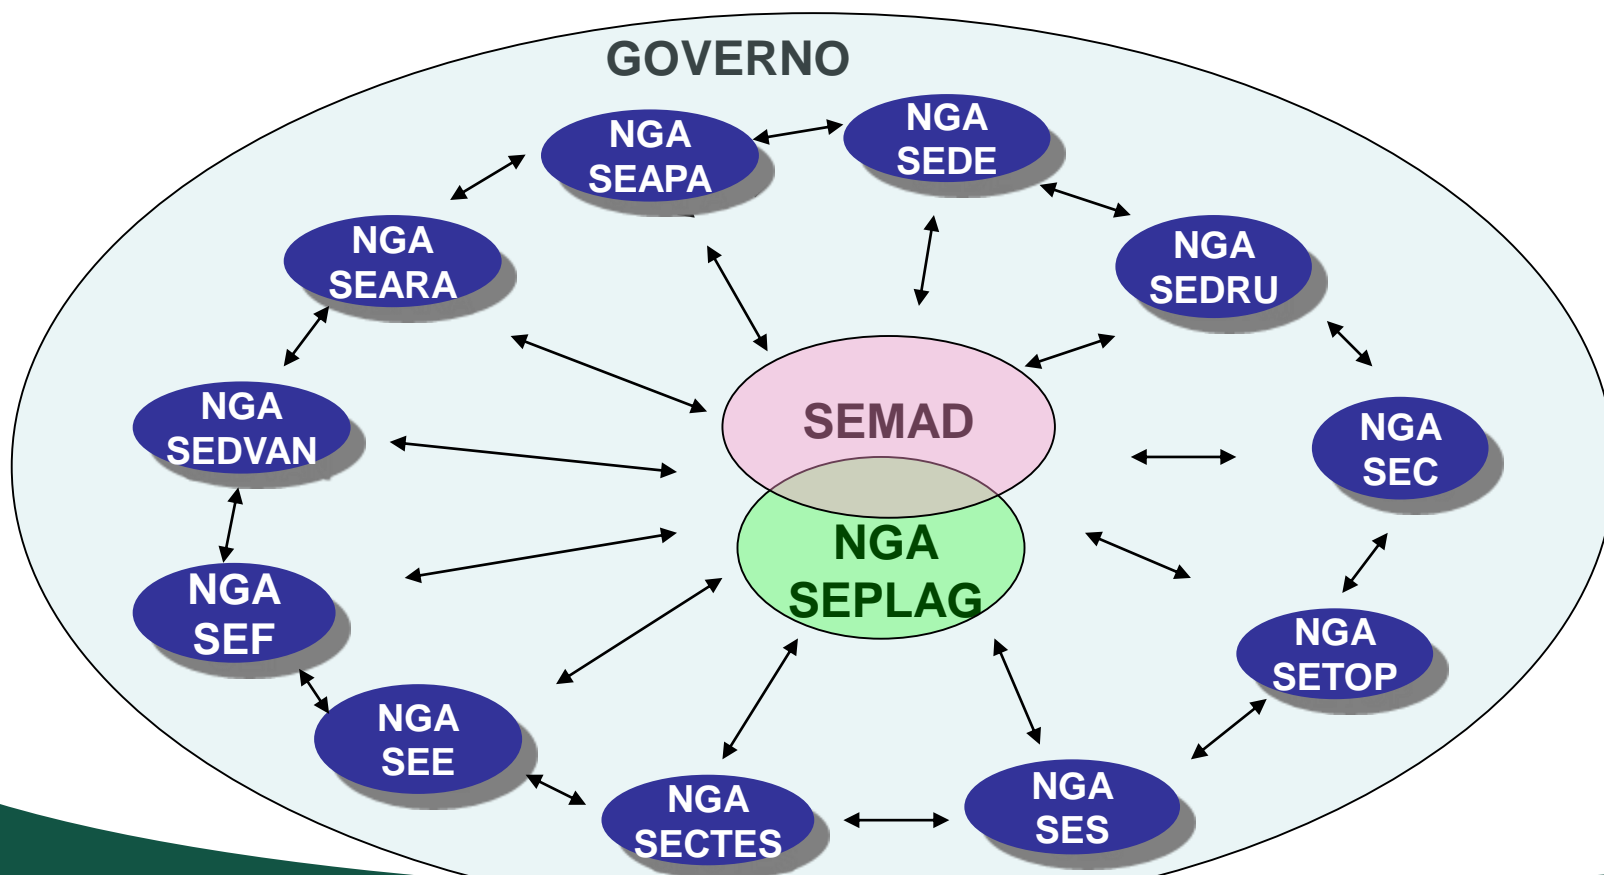 GOVERNO
NGA
SEAPA
NGA
SEDE
NGA
SEARA
NGA
SEDRU
NGA
SEDVAN
SEMAD
NGA
SEC
NGA
SEPLAG
NGA
SEF
NGA
SETOP
NGA
SEE
NGA
SECTES
NGA
SES